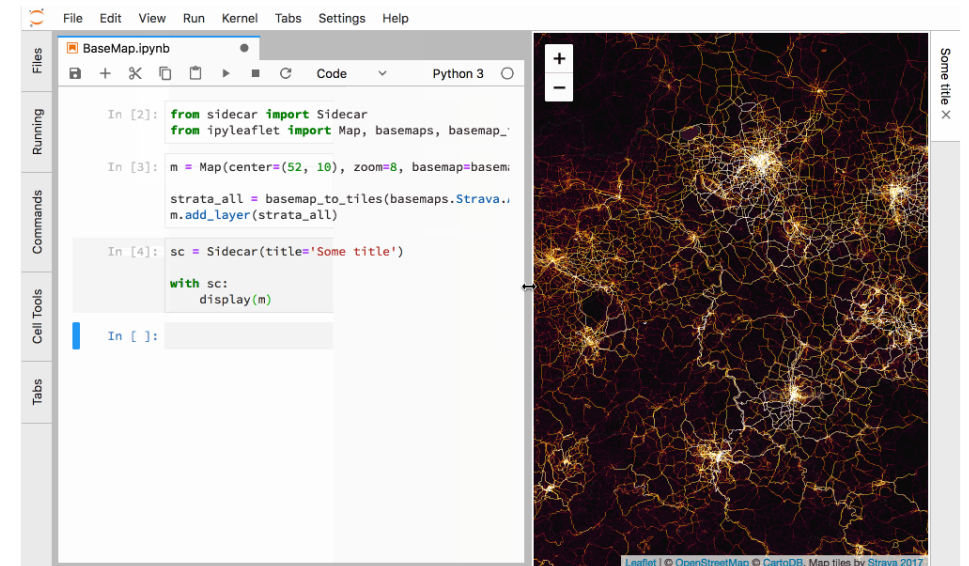 File Edit View Run Kernel Tabs Settings Help
Files
Running
Commands
Cell Tools
Tabs
BaseMap.ipynb
Code
Python 3
In [2]: from sidecar import Sidecar
from ipyleaflet import Map, basemaps, basemap_
In [3]: m = Map(center=(52, 10), zoom=8, basemap=basema
strata_all = basemap_to_tiles(basemaps.Strava.
m.add_layer(strata_all)
In [4]: sc = Sidecar(title='Some title')
with sc:
display(m)
In [ ]:
+
−
Some title
Leaflet | © OpenStreetMap © CartoDB, Map tiles by Strava 2017